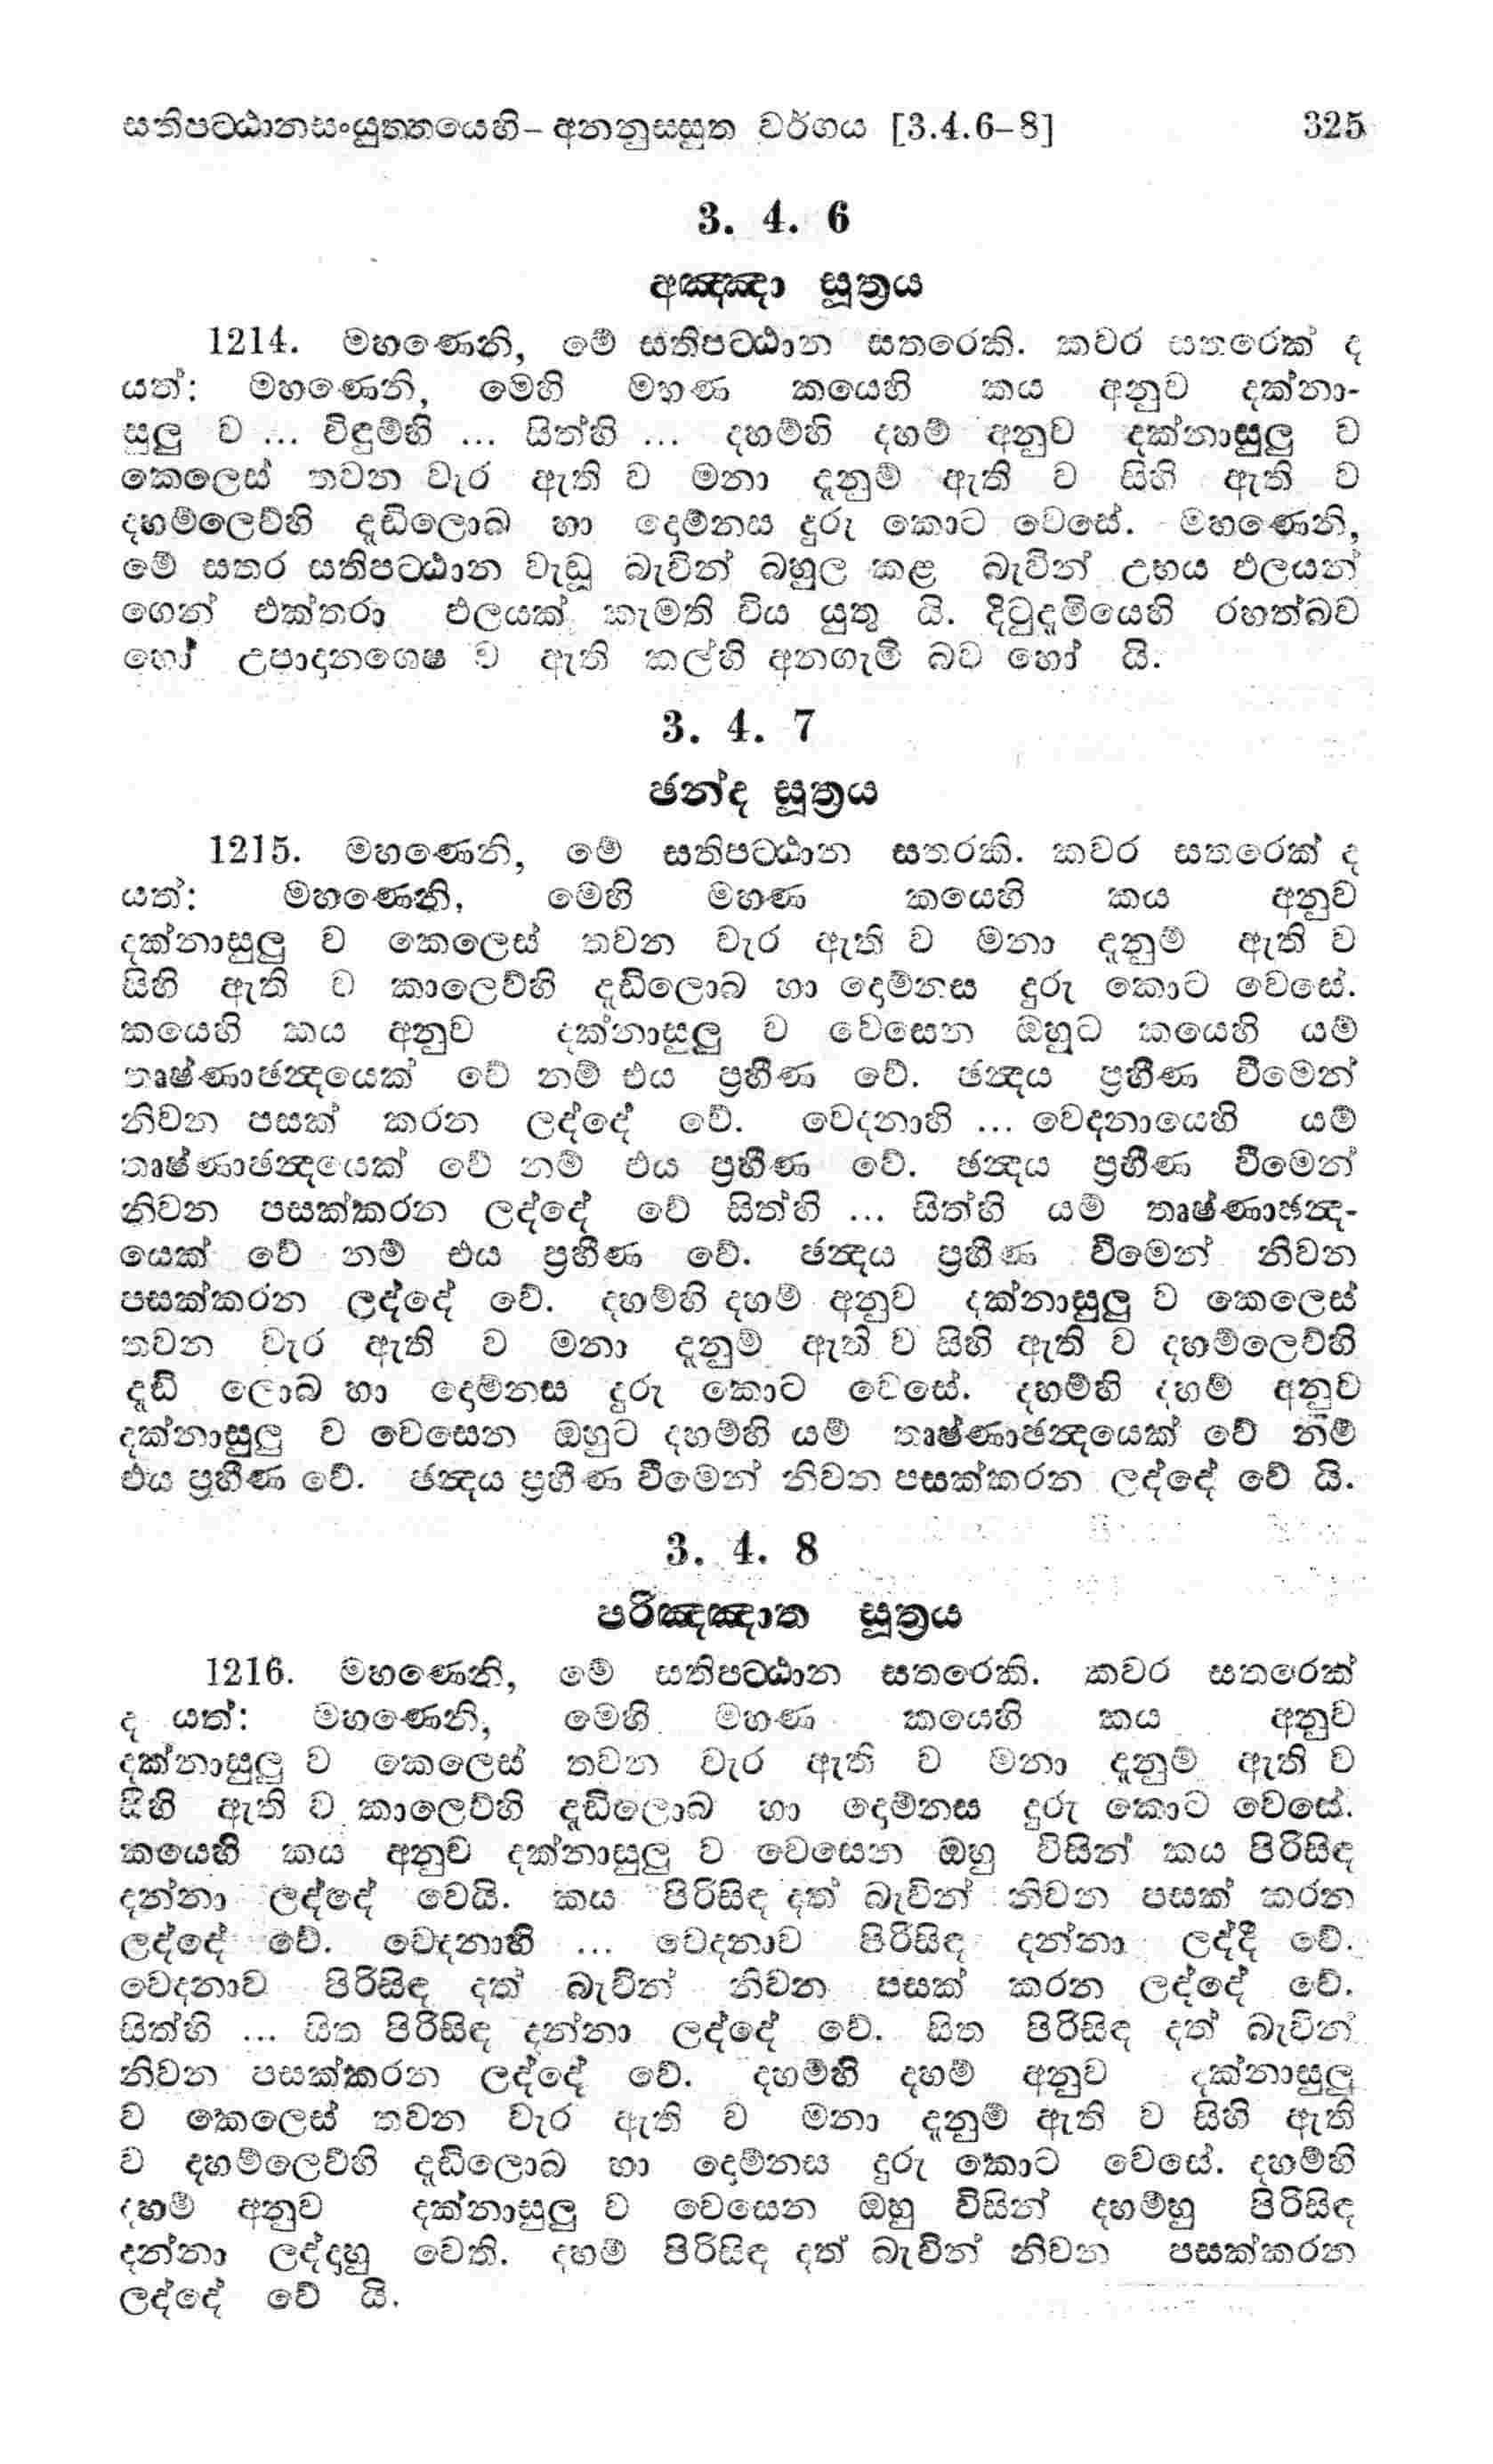 සතිපට්ඨානසංයුත්තයෙහි - අනනුස්සුත වර්ගය [3.4.6-8] 325
3. 4. 6
අඤ්ඤා සූත්‍රය
1214. මහණෙනි, මේ සතිපට්ඨාන සතරෙකි. කවර සතරෙක් ද
යත්: මහණෙනි, මෙහි මහණ කයෙහි කය අනුව දක්නා-
සුලු ව ... විඳුම්හි ... සිත්හි ... දහම්හි දහම් අනුව දක්නාසුලු ව
කෙලෙස් තවන වැර ඇති ව මනා දැනුම් ඇති ව සිහි ඇති ව
දහම්ලෙව්හි දැඩිලොබ හා දොම්නස දුරු කොට වෙසේ. මහණෙනි,
මේ සතර සතිපට්ඨාන වැඩූ බැවින් බහුල කළ බැවින් උභය ඵලයන්
ගෙන් එක්තරා ඵලයක් කැමති විය යුතු යි. දිටුදැමියෙහි රහත්බව
හෝ උපාදානශෙෂ ව ඇති කල්හි අනගැමි බව හෝ යි.
3. 4. 7
ඡන්ද සූත්‍රය
1215. මහණෙනි, මේ සතිපට්ඨාන සතරකි. කවර සතරෙක් ද
යත්: මහණෙනි, මෙහි මහණ කයෙහි කය අනුව
දක්නාසුලු ව කෙලෙස් තවන වැර ඇති ව මනා දැනුම් ඇති ව
සිහි ඇති ව කාලෙව්හි දැඩිලොබ හා දොම්නස දුරු කොට වෙසේ.
කයෙහි කය අනුව දක්නාසුලු ව වෙසෙන ඔහුට කයෙහි යම්
තෘෂ්ණාඡන්‍දයෙක් වේ නම් එය ප්‍රහීණ වේ. ඡන්‍දය ප්‍රහීණ වීමෙන්
නිවන පසක් කරන ලද්දේ වේ. වෙදනාහි ... වෙදනායෙහි යම්
තෘෂ්ණාඡන්‍දයෙක් වේ නම් එය ප්‍රහීණ වේ. ඡන්‍දය ප්‍රහීණ වීමෙන්
නිවන පසක්කරන ලද්දේ වේ සිත්හි ... සිත්හි යම් තෘෂ්ණාඡන්‍ද-
යෙක් වේ නම් එය ප්‍රහීණ වේ. ඡන්‍දය ප්‍රහීණ වීමෙන් නිවන
පසක්කරන ලද්දේ වේ. දහම්හි දහම් අනුව දක්නාසුලු ව කෙලෙස්
තවන වැර ඇති ව මනා දැනුම් ඇති ව සිහි ඇති ව දහම්ලෙව්හි
දැඩි ලොබ හා දොම්නස දුරු කොට වෙසේ. දහම්හි දහම් අනුව
දක්නාසුලු ව වෙසෙන ඔහුට දහම්හි යම් තෘෂ්ණාඡන්‍දයෙක් වේ නම්
එය ප්‍රහීණ වේ. ඡන්‍දය ප්‍රහීණ වීමෙන් නිවන පසක්කරන ලද්දේ වේ යි.
3. 4. 8
පරිඤ්ඤාත සූත්‍රය
1216. මහණෙනි, මේ සතිපට්ඨාන සතරෙකි. කවර සතරෙක්
ද යත්: මහණෙනි, මෙහි මහණ කයෙහි කය අනුව
දක්නාසුලු ව කෙලෙස් තවන වැර ඇති ව මනා දැනුම් ඇති ව
සිහි ඇති ව කාලෙව්හි දැඩිලොබ හා දොම්නස දුරු කොට වෙසේ.
කයෙහි කය අනුව දක්නාසුලු ව වෙසෙන ඔහු විසින් කය පිරිසිඳ
දන්නා ලද්දේ වෙයි. කය පිරිසිඳ දත් බැවින් නිවන පසක් කරන
ලද්දේ වේ. වෙදනාහි ... වෙදනාව පිරිසිඳ දන්නා ලද්දී වේ.
වෙදනාව පිරිසිඳ දත් බැවින් නිවන පසක් කරන ලද්දේ වේ.
සිත්හි ... සිත පිරිසිඳ දන්නා ලද්දේ වේ. සිත පිරිසිඳ දත් බැවින්
නිවන පසක්කරන ලද්දේ වේ. දහම්හි දහම් අනුව දක්නාසුලු
ව කෙලෙස් තවන වැර ඇති ව මනා දැනුම් ඇති ව සිහි ඇති
ව දහම්ලෙව්හි දැඩිලොබ හා දොම්නස දුරු කොට වෙසේ. දහම්හි
දහම් අනුව දක්නාසුලු ව වෙසෙන ඔහු විසින් දහම්හු පිරිසිඳ
දන්නා ලද්දාහු වෙති. දහම් පිරිසිඳ දත් බැවින් නිවන පසක්කරන
ලද්දේ වේ යි.